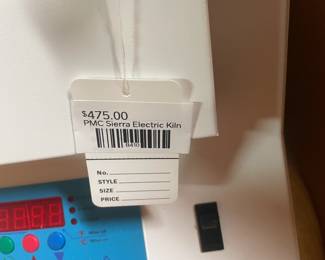 $475.00
PMC Sierra Electric Kiln
No.
STYLE
SIZE
PRICE